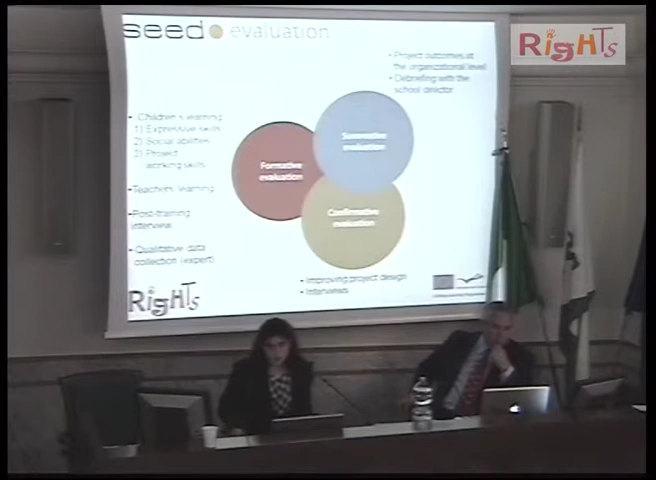 seed evaluation
RigHTs
• Project outcomes at
the organizational level
• Debriefing with the
school director
• Children's learning
1) Expressive skills
2) Social abilities
3) Project
working skills
• Teachers' learning
• Post-training
interview
• Qualitative data
collection (expert)
Summative
evaluation
Formative
evaluation
Confirmative
evaluation
• Improving project design
• Interviews
RigHTs